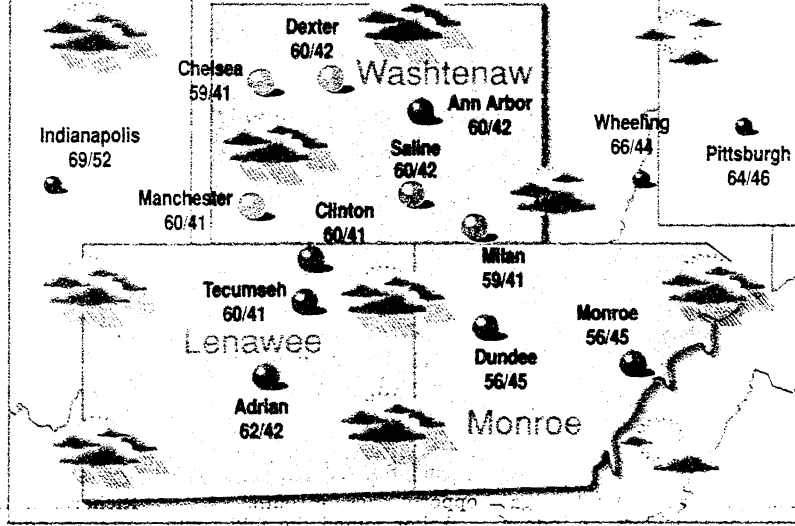 Dexter
60/42
Chelsea
59/41
Washtenaw
Ann Arbor
60/42
Wheeling
66/44
Indianapolis
69/52
Saline
60/42
Pittsburgh
64/46
Manchester
60/41
Clinton
60/41
Milan
59/41
Tecumseh
60/41
Monroe
56/45
Lenawee
Dundee
56/45
Adrian
62/42
Monroe